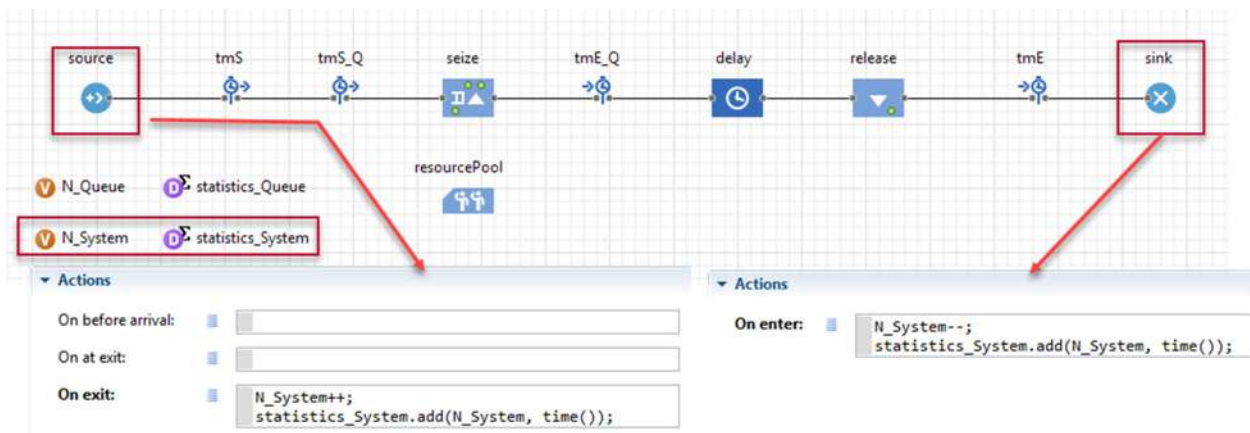 source tmS tmS_Q seize tmE_Q delay release tmE sink
resourcePool
N_Queue statistics_Queue
N_System statistics_System
Actions
On before arrival:
On at exit:
On exit: N_System++;
statistics_System.add(N_System, time());
Actions
On enter: N_System--;
statistics_System.add(N_System, time());